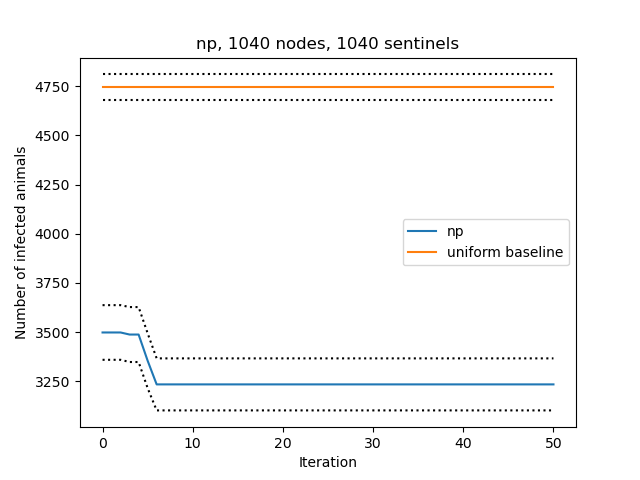 np, 1040 nodes, 1040 sentinels
Number of infected animals
4750
4500
4250
4000
3750
3500
3250
np
uniform baseline
0
10
20
30
40
50
Iteration